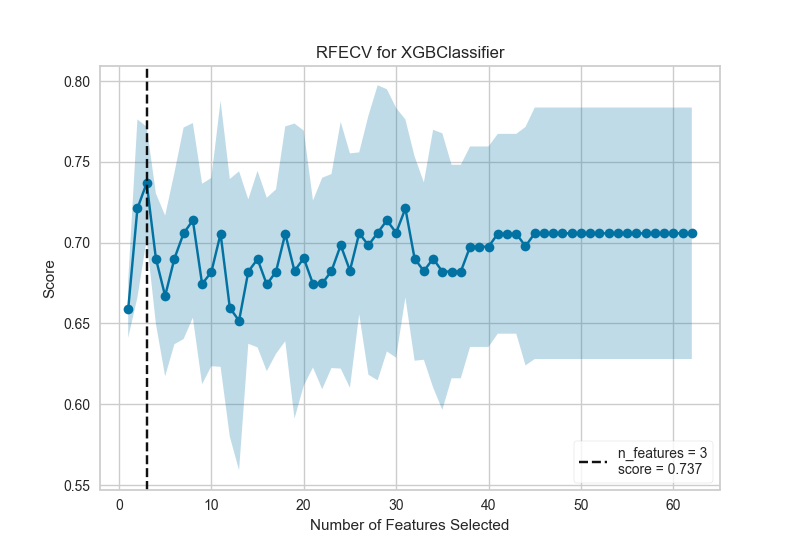 RFECV for XGBClassifier
0.80
0.75
0.70
0.65
0.60
0.55
Score
n_features = 3
score = 0.737
0 10 20 30 40 50 60
Number of Features Selected